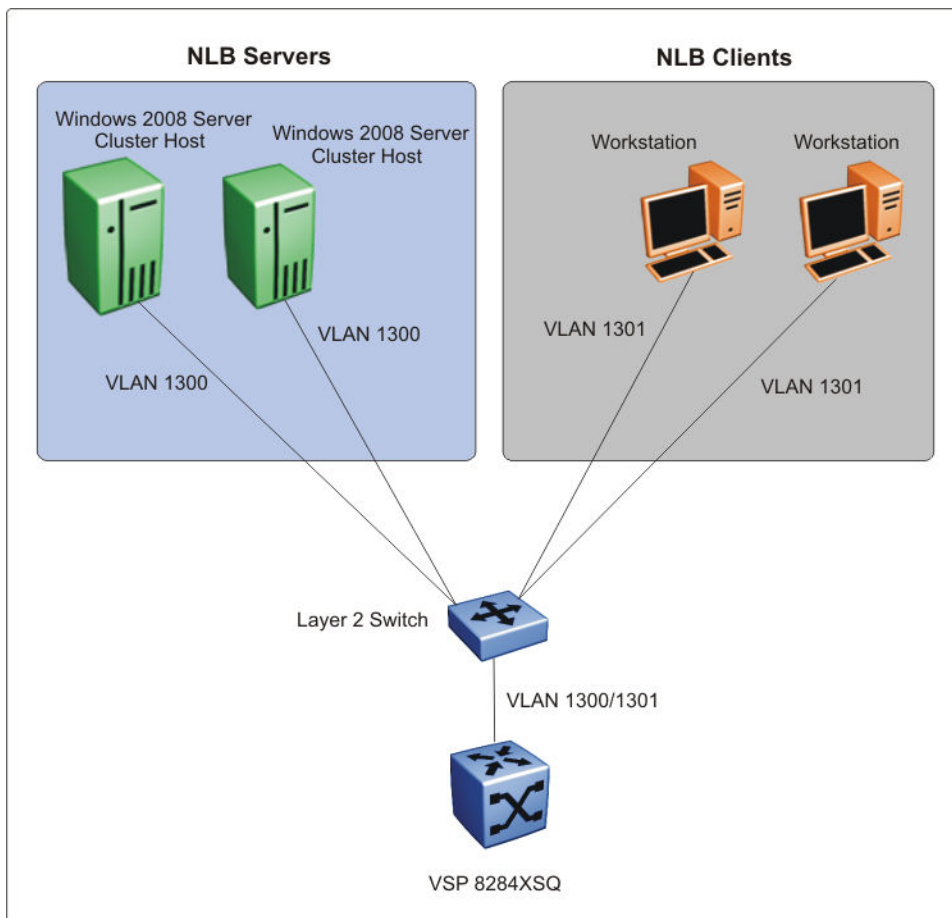 NLB Servers
NLB Clients
Windows 2008 Server
Cluster Host
Windows 2008 Server
Cluster Host
Workstation
Workstation
VLAN 1300
VLAN 1300
VLAN 1301
VLAN 1301
Layer 2 Switch
VLAN 1300/1301
VSP 8284XSQ